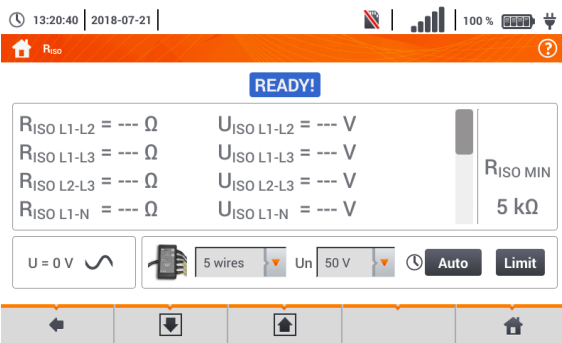 13:20:40 2018-07-21 100 %
RISO ?
READY!
RISO L1-L2 = --- Ω UISO L1-L2 = --- V
RISO L1-L3 = --- Ω UISO L1-L3 = --- V
RISO L2-L3 = --- Ω UISO L2-L3 = --- V
RISO L1-N = --- Ω UISO L1-N = --- V
RISO MIN
5 kΩ
U = 0 V 5 wires Un 50 V Auto Limit